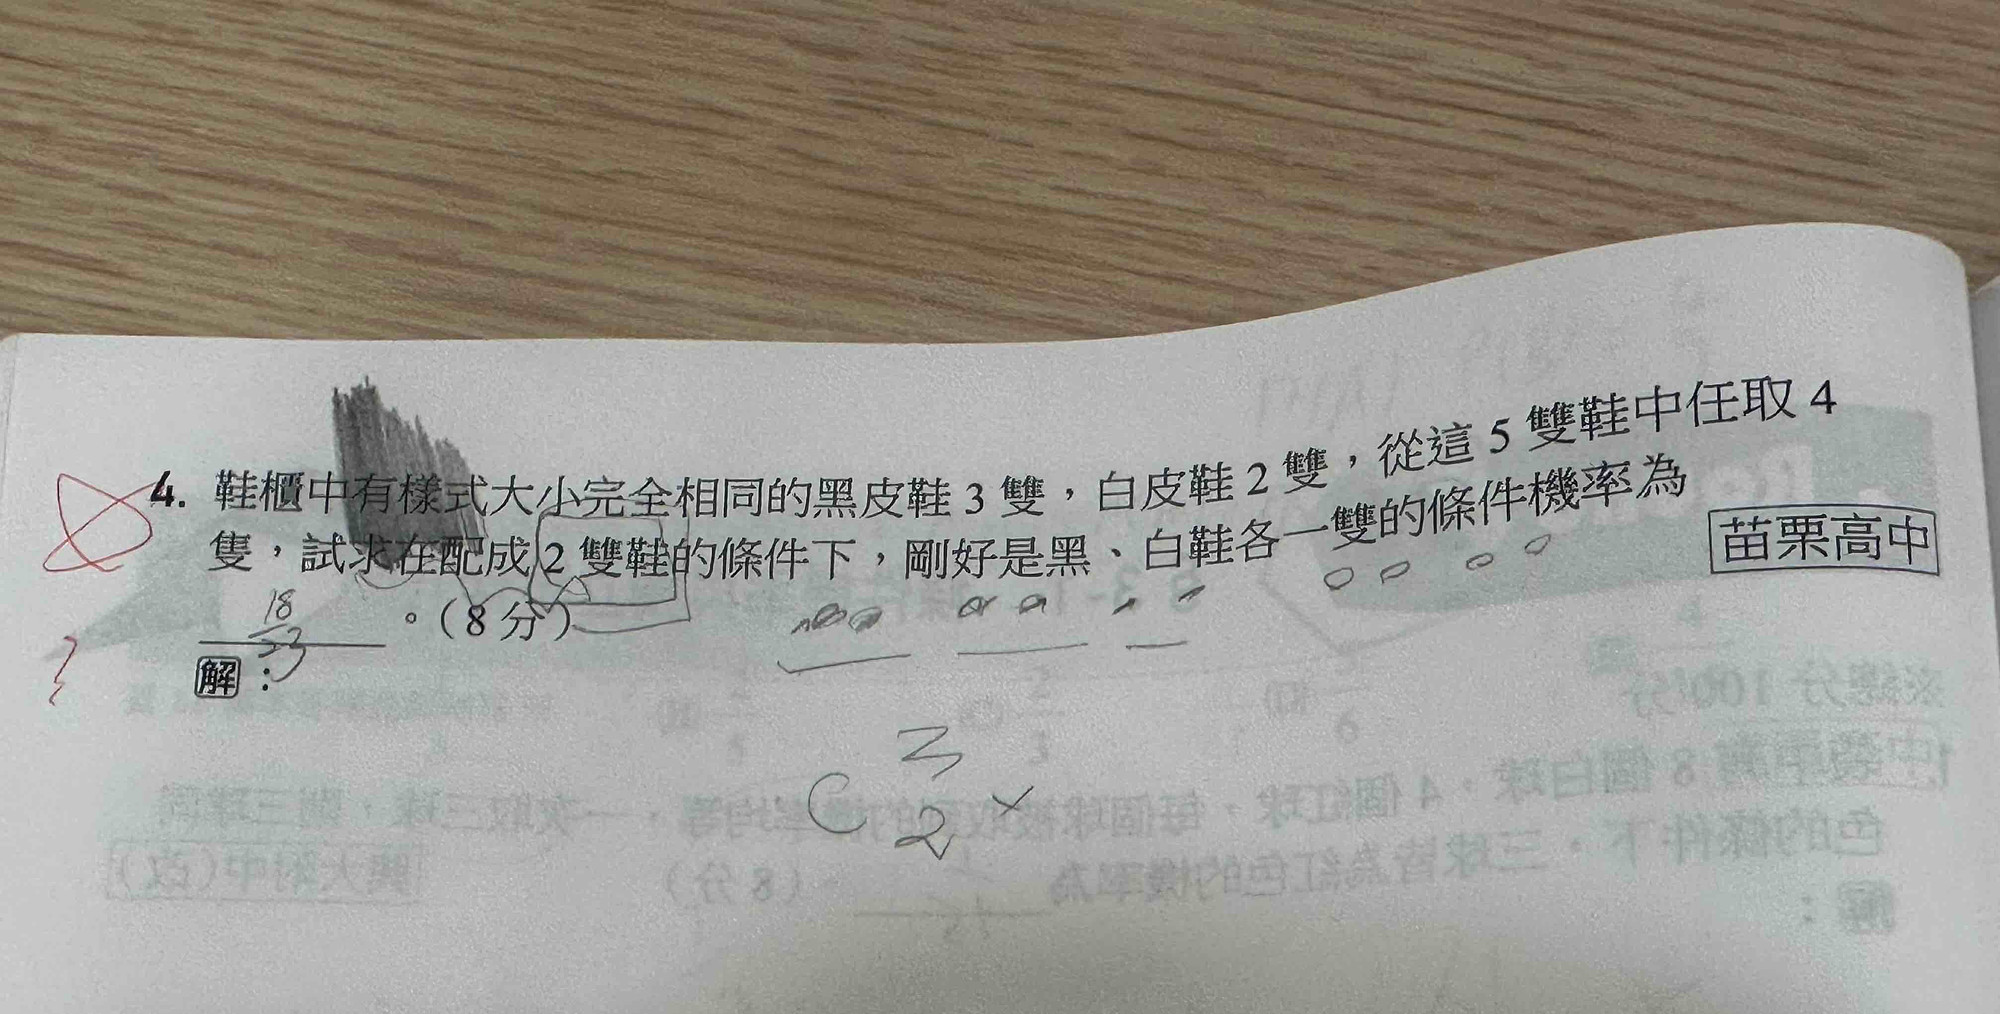 4. 鞋櫃中有樣式大小完全相同的黑皮鞋 3 雙，白皮鞋 2 雙，從這 5 雙鞋中任取 4
隻，試求在配成 2 雙鞋的條件下，剛好是黑、白鞋各一雙的條件機率為
18/23 。(8 分)
苗栗高中
解：
C 3 2 ×